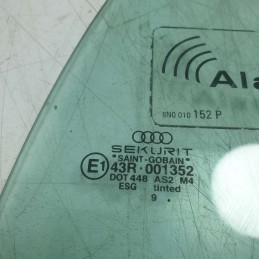 Ala
8N0 010 152 P
SEKURIT
"SAINT-GOBAIN"
E1 43R-001352
DOT 448 AS2 M4
ESG tinted
9